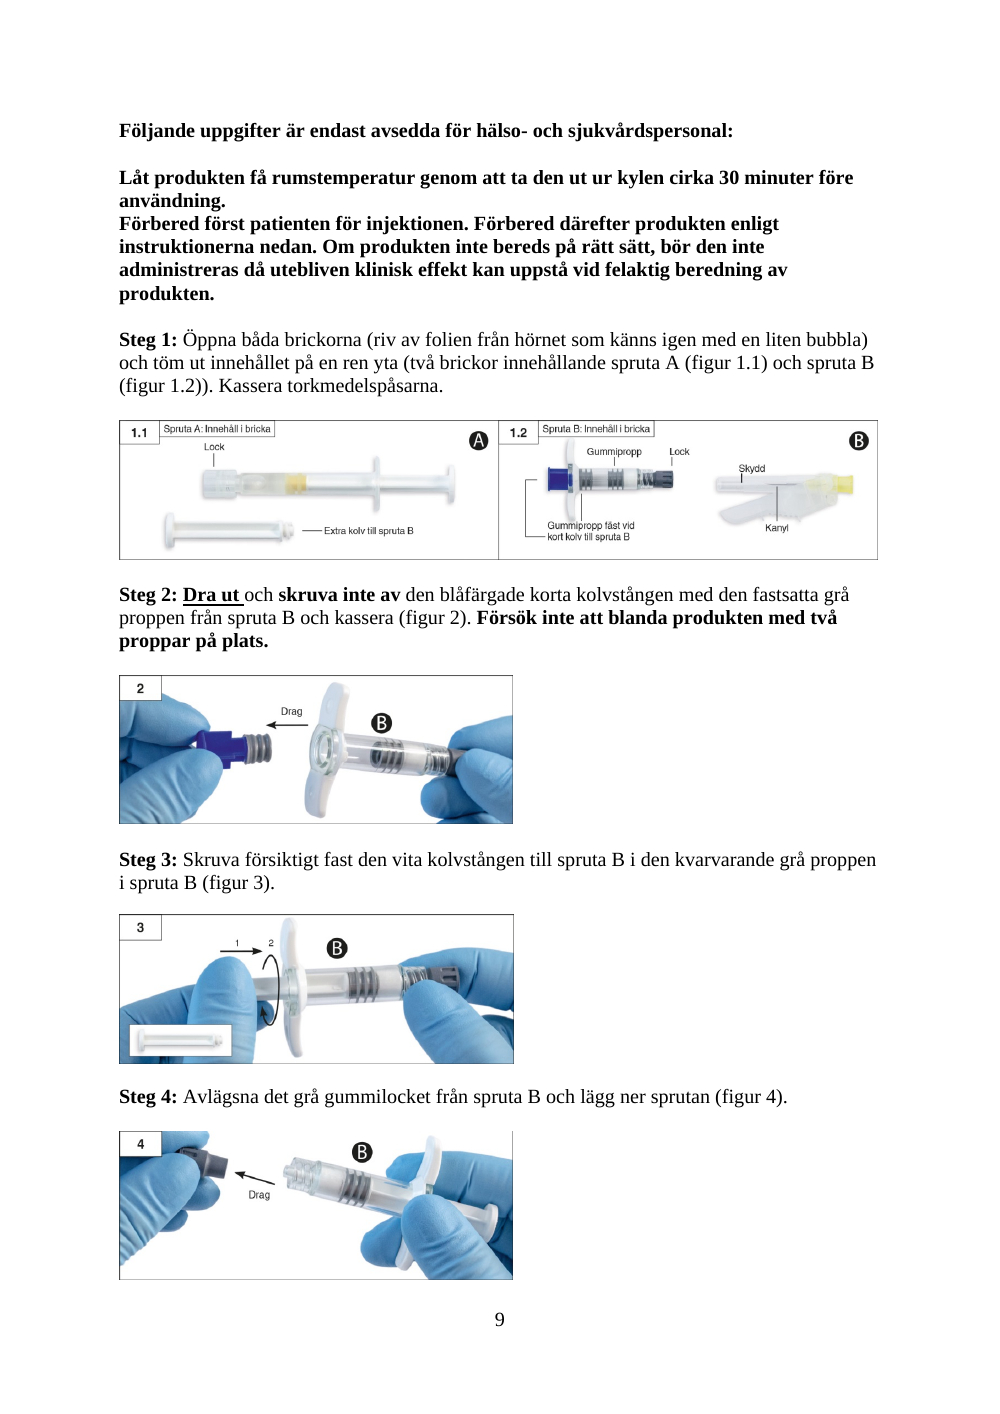 Följande uppgifter är endast avsedda för hälso- och sjukvårdspersonal:
Låt produkten få rumstemperatur genom att ta den ut ur kylen cirka 30 minuter före
användning.
Förbered först patienten för injektionen. Förbered därefter produkten enligt
instruktionerna nedan. Om produkten inte bereds på rätt sätt, bör den inte
administreras då utebliven klinisk effekt kan uppstå vid felaktig beredning av
produkten.
Steg 1: Öppna båda brickorna (riv av folien från hörnet som känns igen med en liten bubbla)
och töm ut innehållet på en ren yta (två brickor innehållande spruta A (figur 1.1) och spruta B
(figur 1.2)). Kassera torkmedelspåsarna.
1.1 Spruta A: Innehåll i bricka
A
Lock
Extra kolv till spruta B
1.2 Spruta B: Innehåll i bricka
B
Gummipropp
Lock
Skydd
Gummipropp fäst vid
kort kolv till spruta B
Kanyl
Steg 2: Dra ut och skruva inte av den blåfärgade korta kolvstången med den fastsatta grå
proppen från spruta B och kassera (figur 2). Försök inte att blanda produkten med två
proppar på plats.
2
Drag
B
Steg 3: Skruva försiktigt fast den vita kolvstången till spruta B i den kvarvarande grå proppen
i spruta B (figur 3).
3
1 2
B
Steg 4: Avlägsna det grå gummilocket från spruta B och lägg ner sprutan (figur 4).
4
B
Drag
9